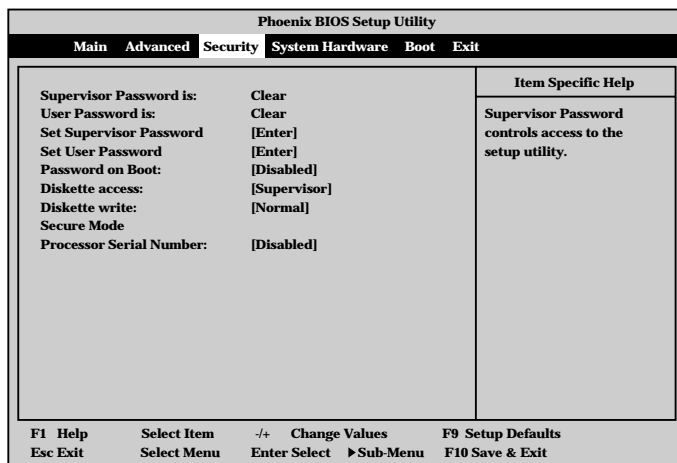 Phoenix BIOS Setup Utility
Main Advanced Security System Hardware Boot Exit
Item Specific Help
Supervisor Password is: Clear
User Password is: Clear
Set Supervisor Password [Enter]
Set User Password [Enter]
Password on Boot: [Disabled]
Diskette access: [Supervisor]
Diskette write: [Normal]
Secure Mode
Processor Serial Number: [Disabled]
Supervisor Password
controls access to the
setup utility.
F1 Help Select Item -/+ Change Values F9 Setup Defaults
Esc Exit Select Menu Enter Select ▶Sub-Menu F10 Save & Exit